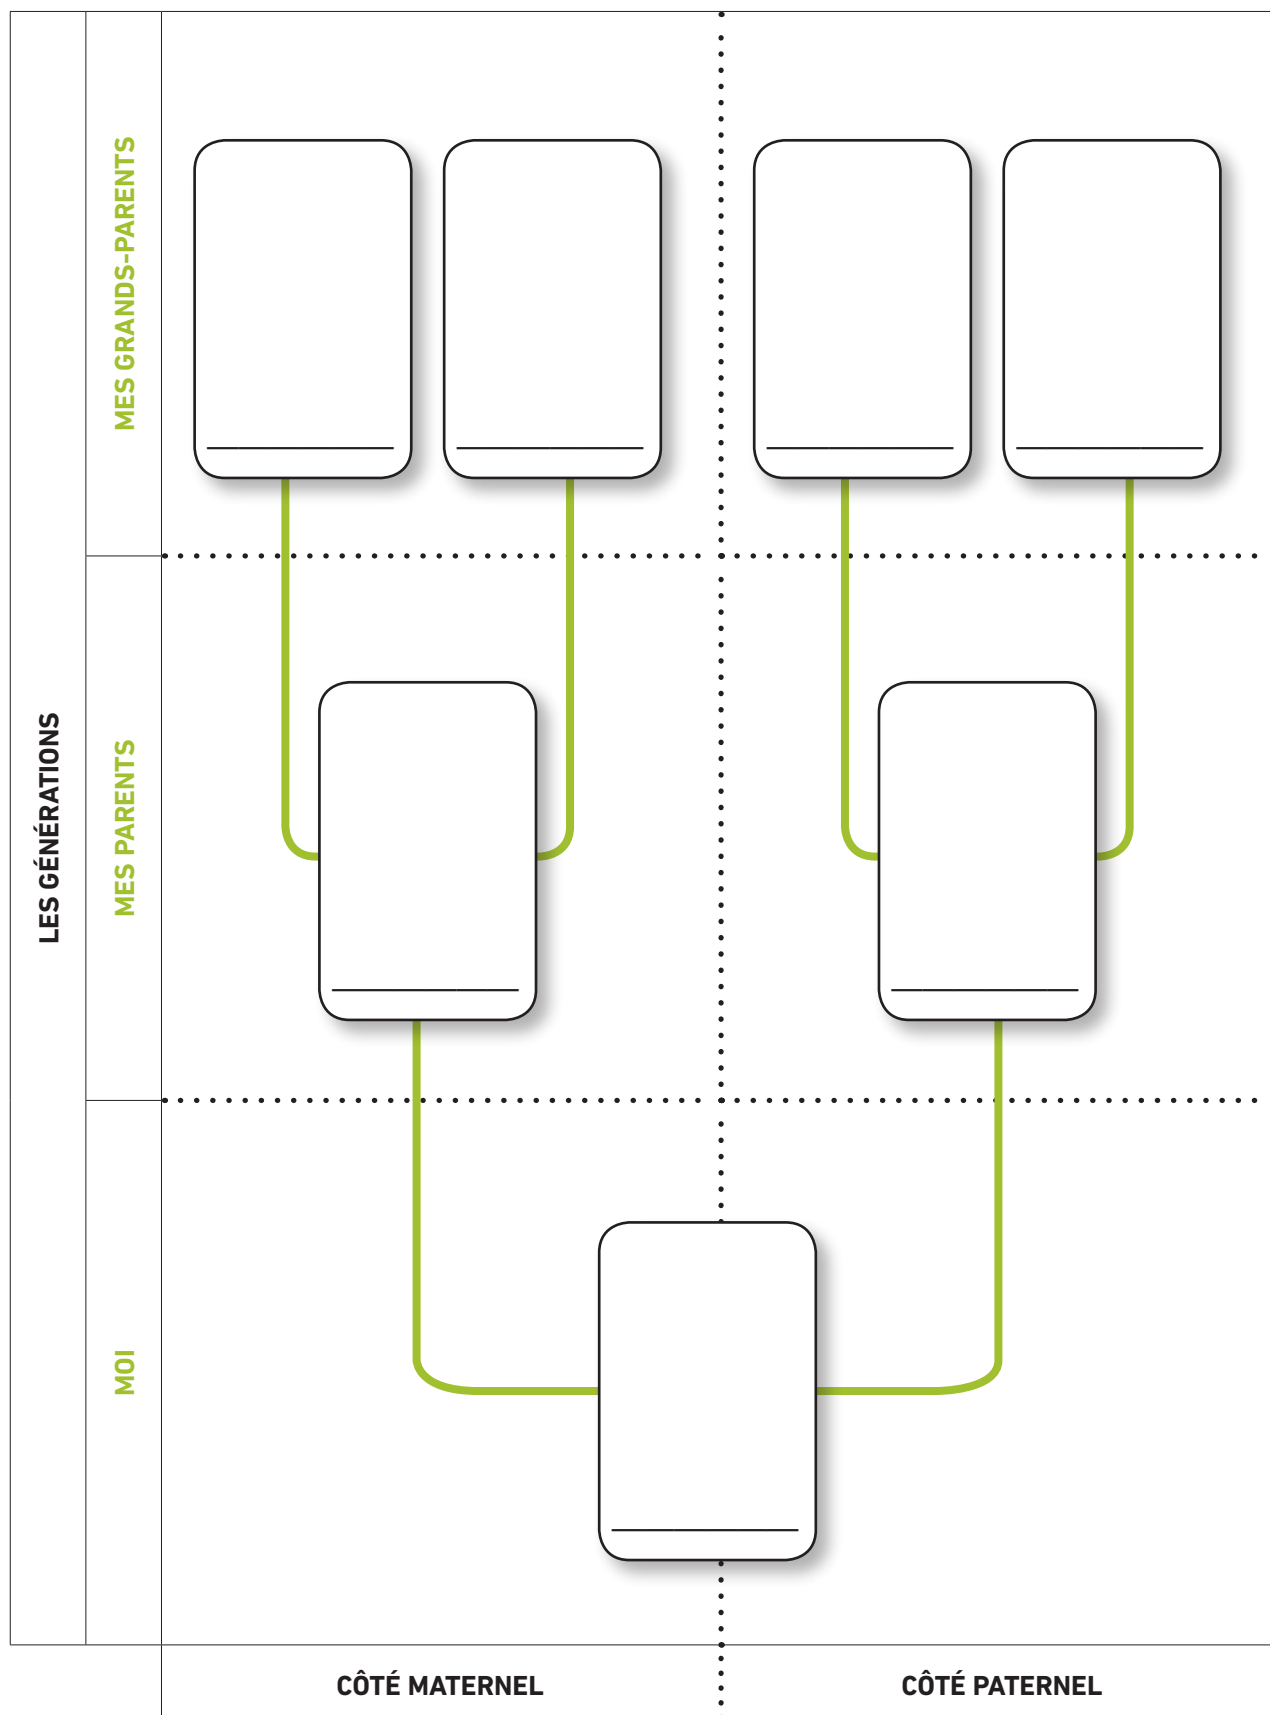 LES GÉNÉRATIONS
MES GRANDS-PARENTS
MES PARENTS
MOI
CÔTÉ MATERNEL
CÔTÉ PATERNEL